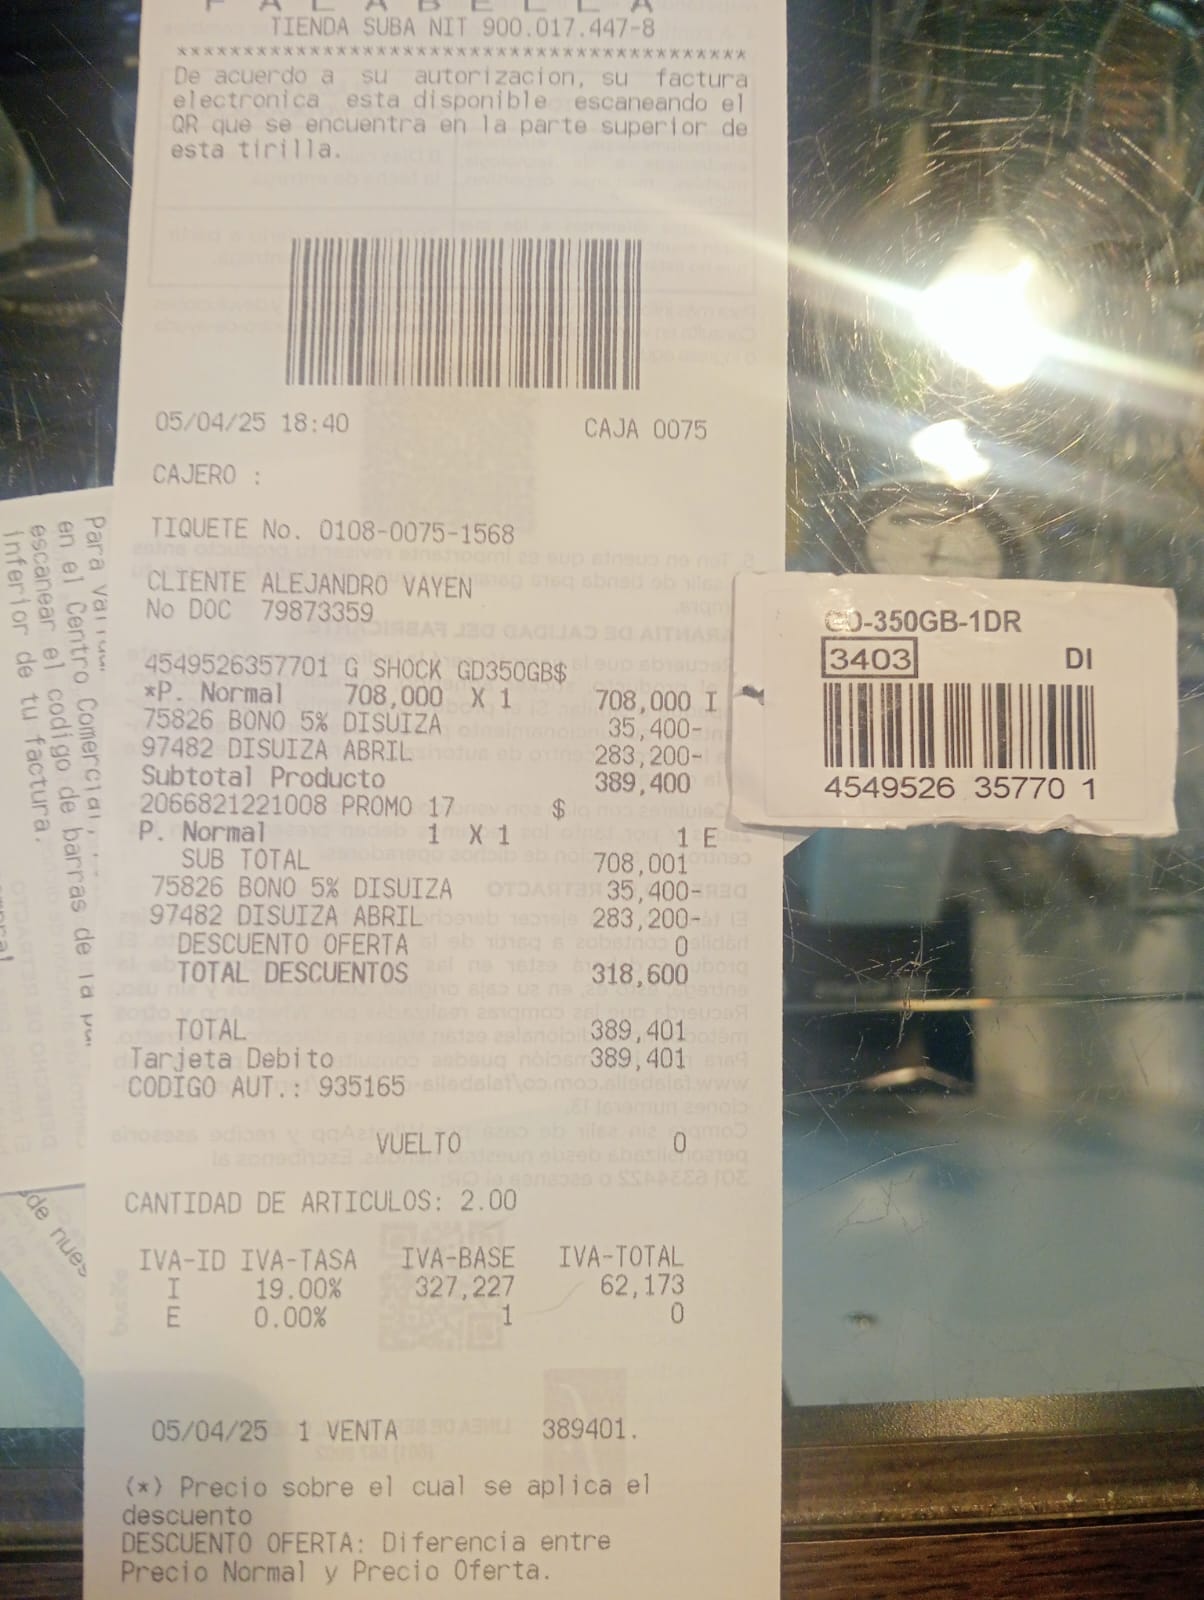 FALABELLA
TIENDA SUBA NIT 900.017.447-8
***********************************************
De acuerdo a su autorizacion, su factura
electronica esta disponible escaneando el
QR que se encuentra en la parte superior de
esta tirilla.
05/04/25 18:40 CAJA 0075
CAJERO :
TIQUETE No. 0108-0075-1568
CLIENTE ALEJANDRO VAYEN
No DOC 79873359
4549526357701 G SHOCK GD350GB$
*P. Normal 708,000 X 1 708,000 I
75826 BONO 5% DISUIZA 35,400-
97482 DISUIZA ABRIL 283,200-
Subtotal Producto 389,400
2066821221008 PROMO 17 $
P. Normal 1 X 1 1 E
SUB TOTAL 708,001
75826 BONO 5% DISUIZA 35,400-
97482 DISUIZA ABRIL 283,200-
DESCUENTO OFERTA 0
TOTAL DESCUENTOS 318,600
TOTAL 389,401
Tarjeta Debito 389,401
CODIGO AUT.: 935165
VUELTO 0
CANTIDAD DE ARTICULOS: 2.00
IVA-ID IVA-TASA IVA-BASE IVA-TOTAL
I 19.00% 327,227 62,173
E 0.00% 1 0
05/04/25 1 VENTA 389401.
(*) Precio sobre el cual se aplica el
descuento
DESCUENTO OFERTA: Diferencia entre
Precio Normal y Precio Oferta.
GD-350GB-1DR
3403 DI
4549526 35770 1
Para
en el Centro Comercial,
escanear el codigo de barras de la
inferior de tu factura.
de nues